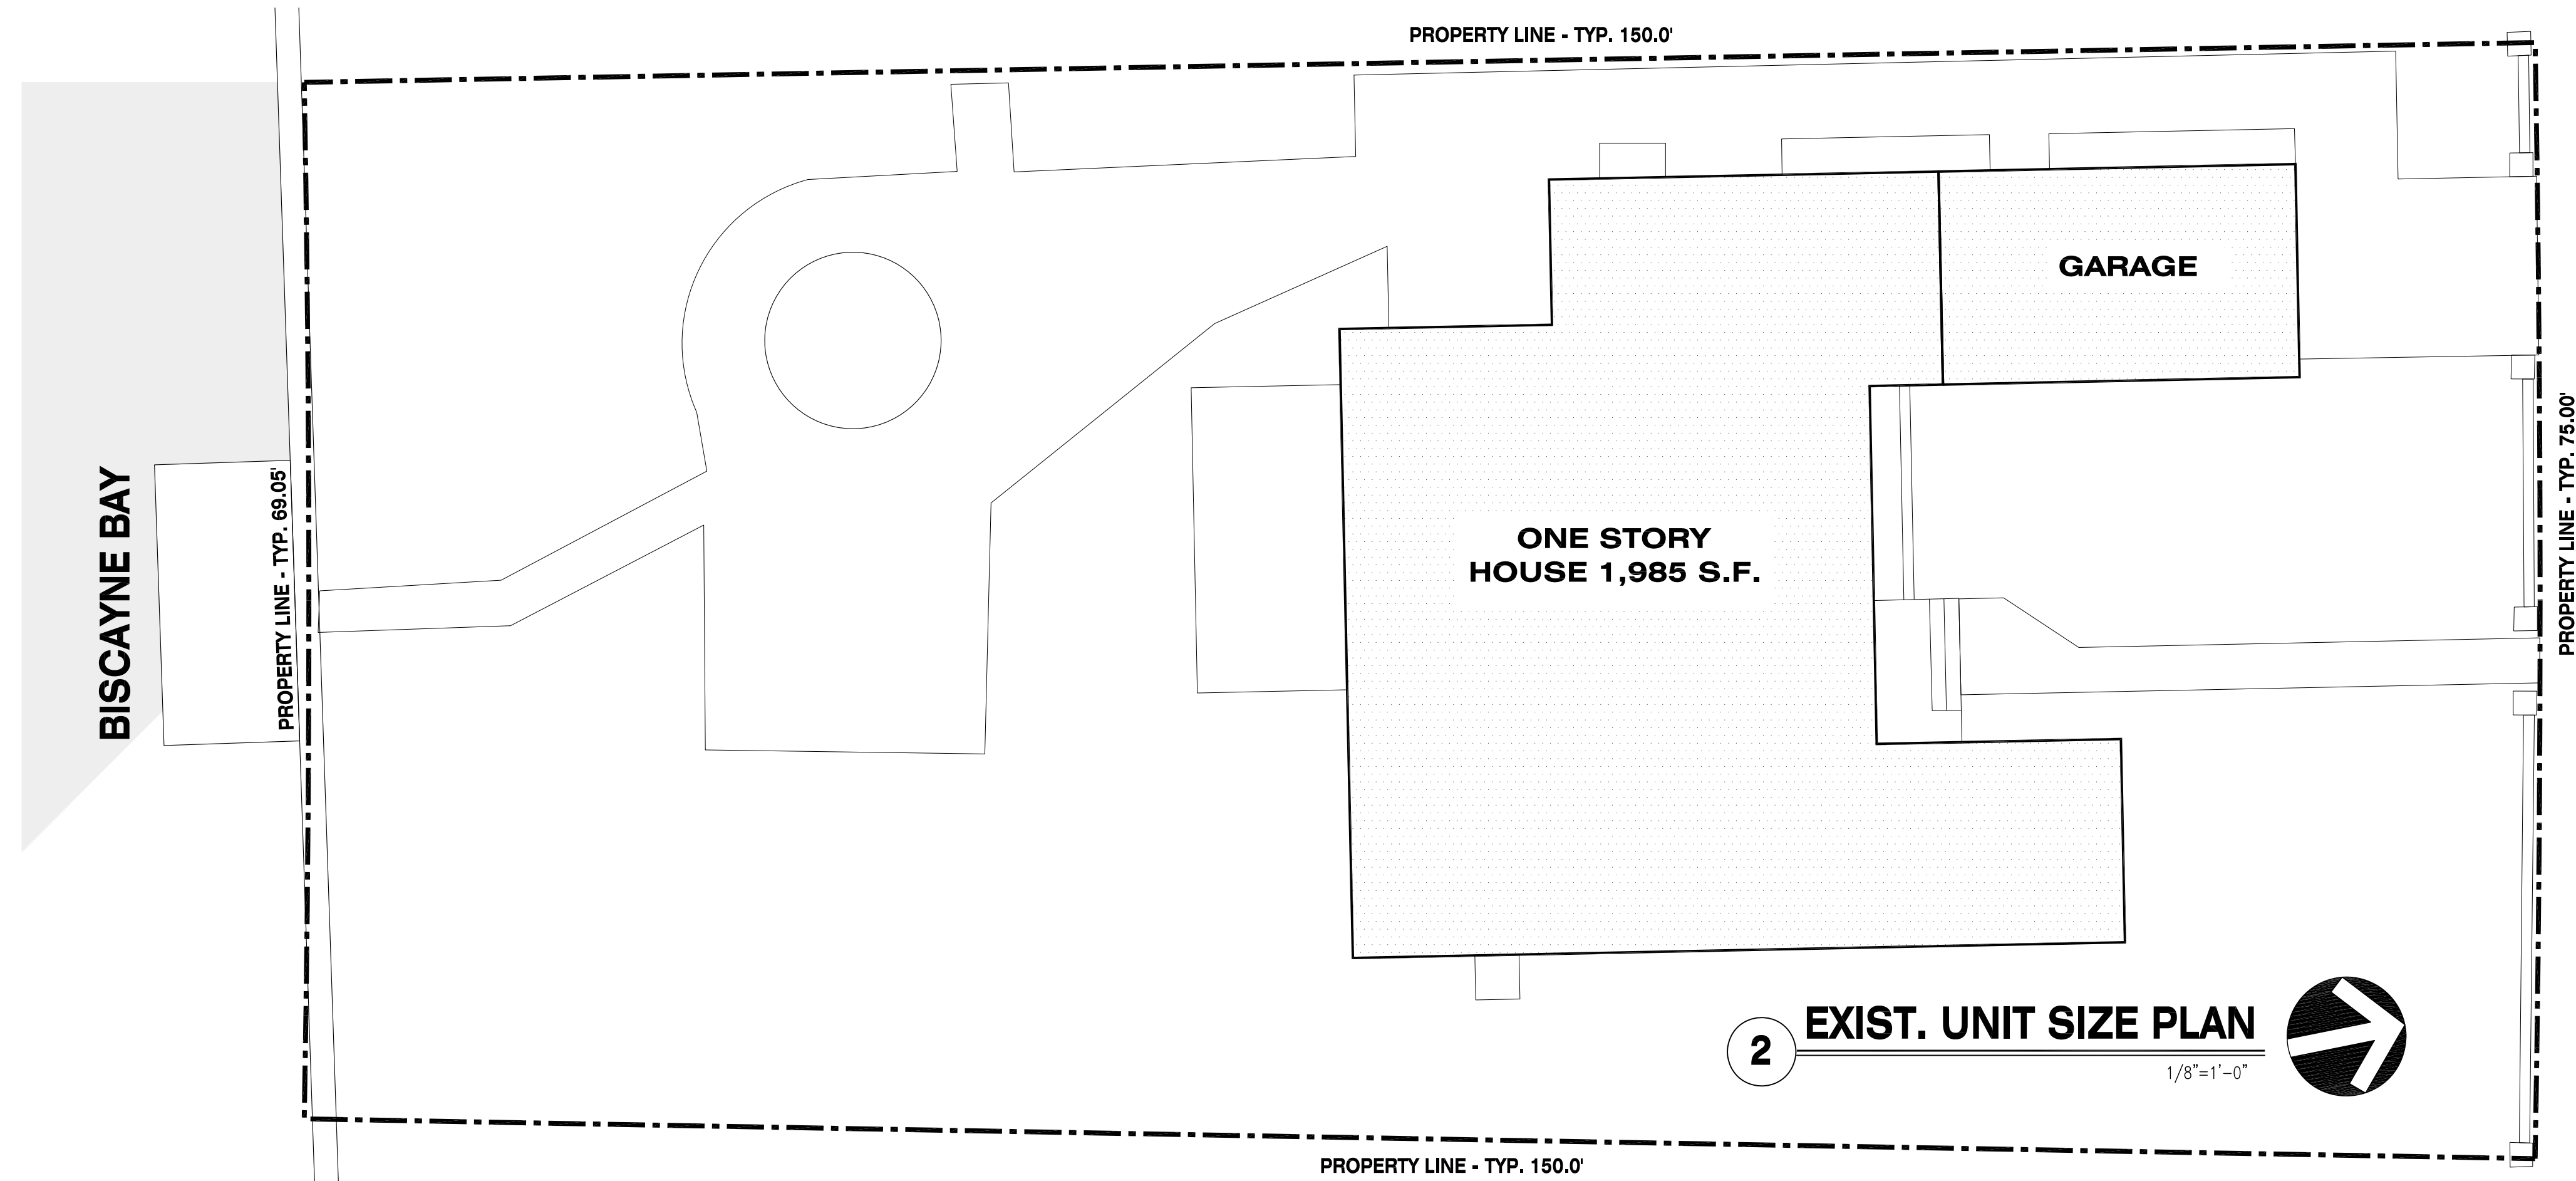 PROPERTY LINE - TYP. 150.0'
GARAGE
PROPERTY LINE - TYP. 75.00'
BISCAYNE BAY
PROPERTY LINE - TYP. 69.05'
ONE STORY
HOUSE 1,985 S.F.
2
EXIST. UNIT SIZE PLAN
1/8"=1'-0"
PROPERTY LINE - TYP. 150.0'